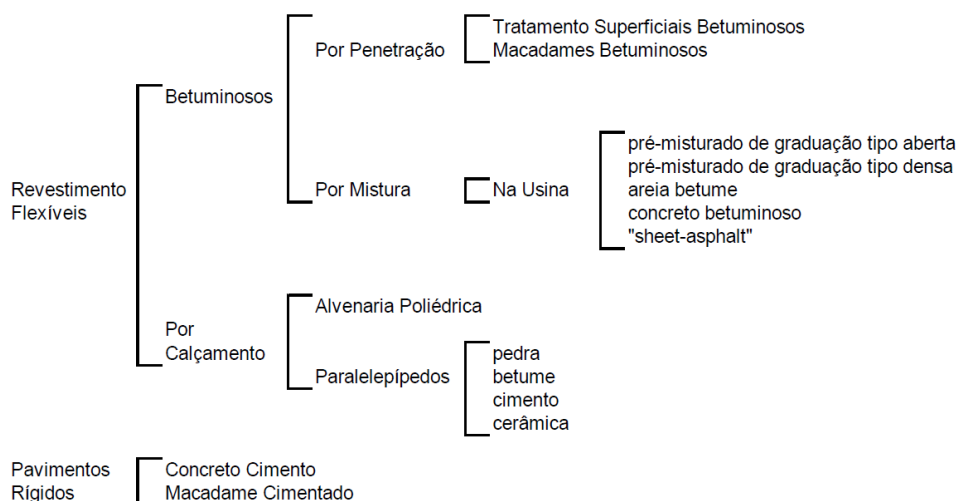 Tratamento Superficiais Betuminosos
Por Penetração
Macadames Betuminosos
Betuminosos
pré-misturado de graduação tipo aberta
pré-misturado de graduação tipo densa
Revestimento
Flexíveis
Por Mistura
Na Usina
areia betume
concreto betuminoso
"sheet-asphalt"
Alvenaria Poliédrica
Por
Calçamento
pedra
Paralelepípedos
betume
cimento
cerâmica
Pavimentos
Rígidos
Concreto Cimento
Macadame Cimentado